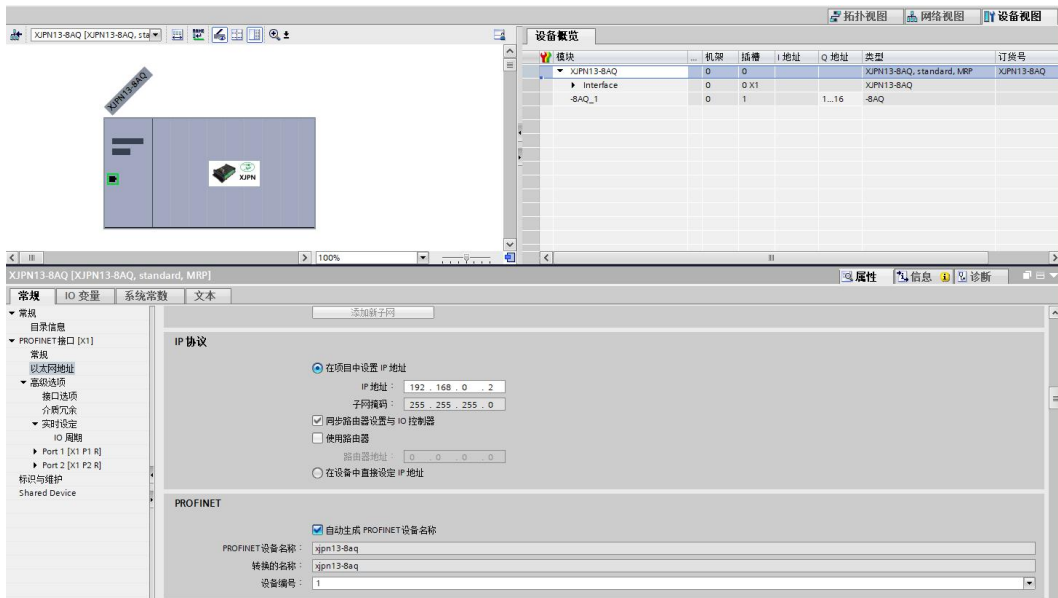 拓扑视图 网络视图 设备视图
XJPN13-8AQ [XJPN13-8AQ, sta
设备概览
模块 ... 机架 插槽 I 地址 Q 地址 类型 订货号
XJPN13-8AQ 0 0 XJPN13-8AQ, standard, MRP XJPN13-8AQ
Interface 0 0 X1 XJPN13-8AQ
-8AQ_1 0 1 1...16 -8AQ
XJPN13-8AQ
XJPN
100%
XJPN13-8AQ [XJPN13-8AQ, standard, MRP]
属性 信息 诊断
常规 IO 变量 系统常数 文本
常规
目录信息
PROFINET接口 [X1]
常规
以太网地址
高级选项
接口选项
介质冗余
实时设定
IO 周期
Port 1 [X1 P1 R]
Port 2 [X1 P2 R]
标识与维护
Shared Device
添加新子网
IP 协议
在项目中设置 IP 地址
IP 地址： 192 . 168 . 0 . 2
子网掩码： 255 . 255 . 255 . 0
同步路由器设置与 IO 控制器
使用路由器
路由器地址： 0 . 0 . 0 . 0
在设备中直接设定 IP 地址
PROFINET
自动生成 PROFINET 设备名称
PROFINET 设备名称： xjpn13-8aq
转换的名称： xjpn13-8aq
设备编号： 1